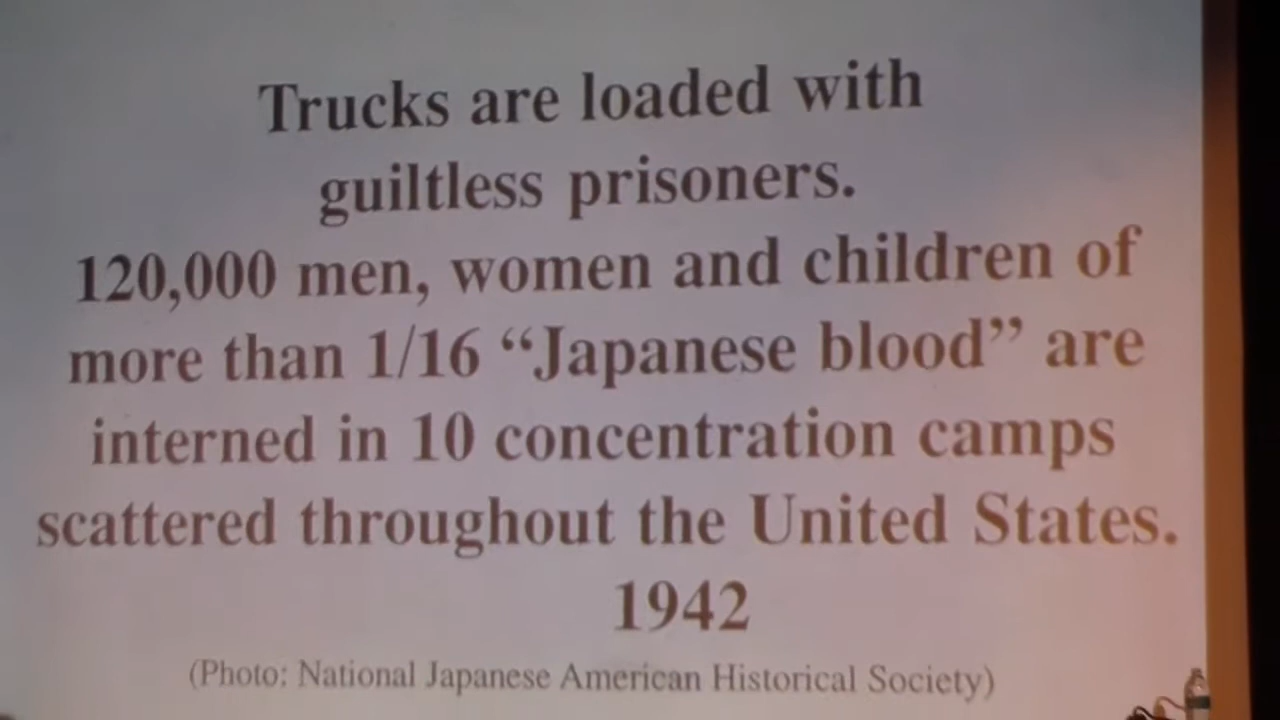 Trucks are loaded with
guiltless prisoners.
120,000 men, women and children of
more than 1/16 “Japanese blood” are
interned in 10 concentration camps
scattered throughout the United States.
1942
(Photo: National Japanese American Historical Society)